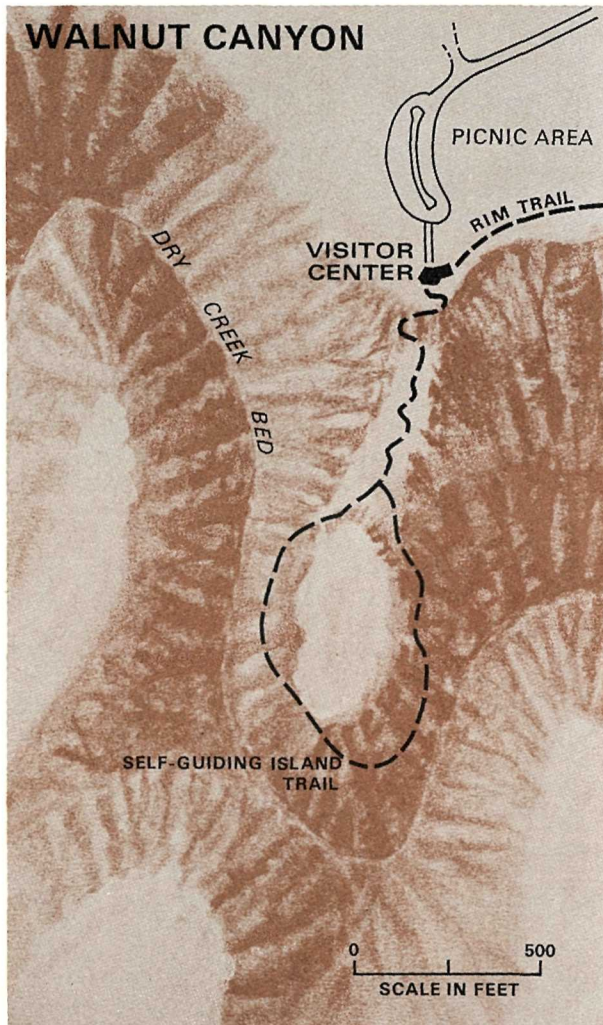 WALNUT CANYON
PICNIC AREA
RIM TRAIL
VISITOR
CENTER
DRY
CREEK
BED
SELF-GUIDING ISLAND
TRAIL
0 500
SCALE IN FEET